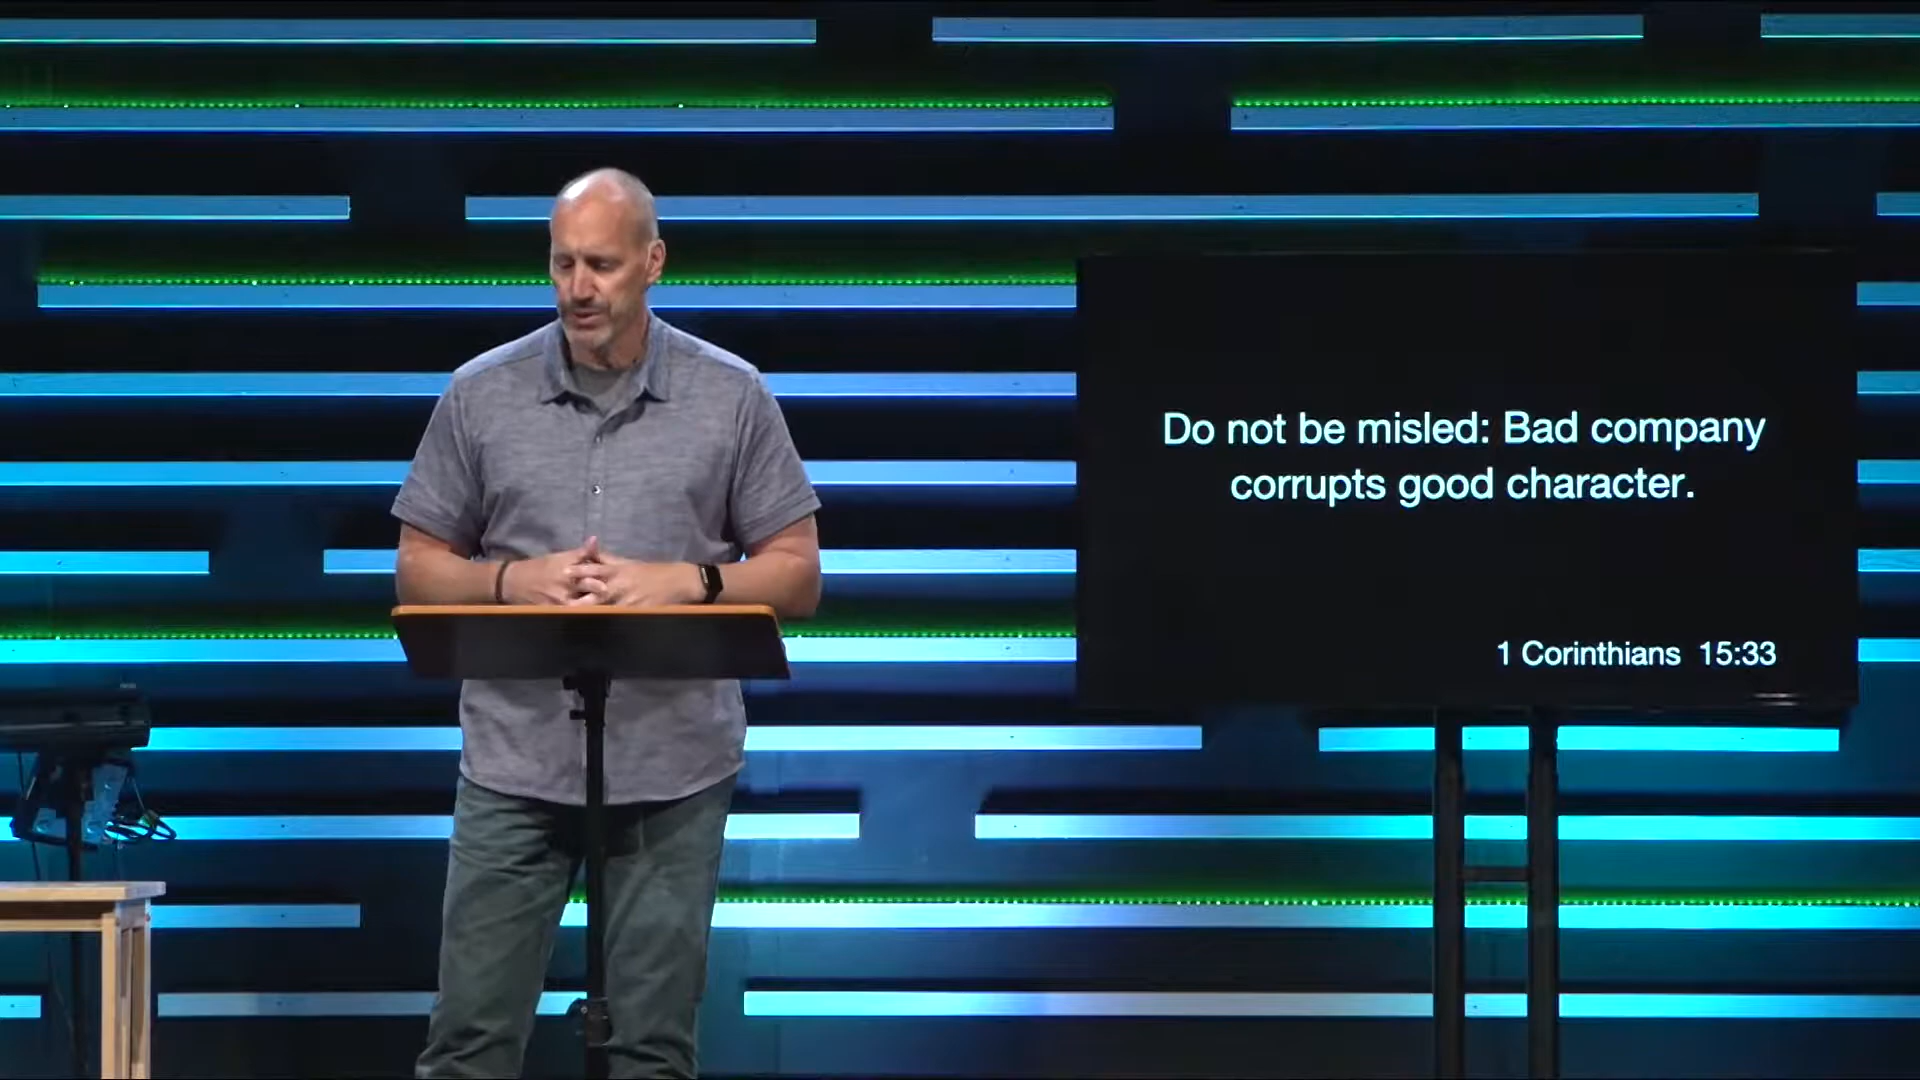 Do not be misled: Bad company
corrupts good character.
1 Corinthians 15:33